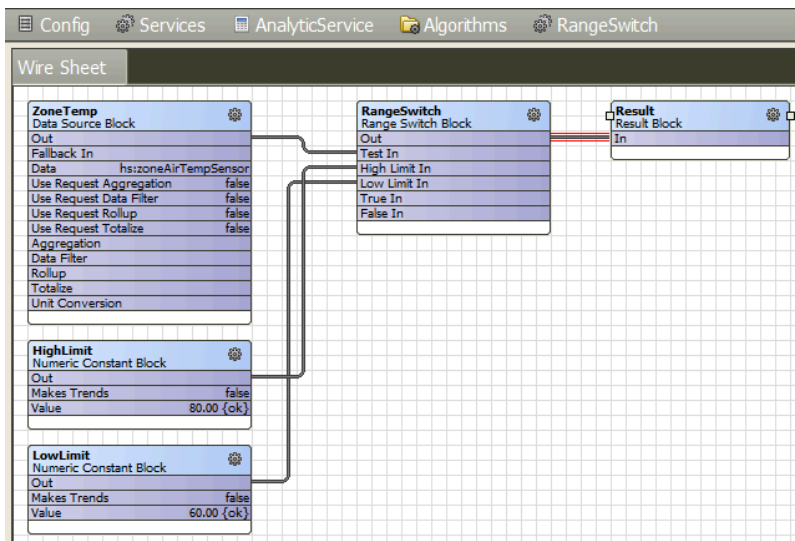 Config Services AnalyticService Algorithms RangeSwitch
Wire Sheet
ZoneTemp
Data Source Block
Out
Fallback In
Data hs:zoneAirTempSensor
Use Request Aggregation false
Use Request Data Filter false
Use Request Rollup false
Use Request Totalize false
Aggregation
Data Filter
Rollup
Totalize
Unit Conversion
RangeSwitch
Range Switch Block
Out
Test In
High Limit In
Low Limit In
True In
False In
Result
Result Block
In
HighLimit
Numeric Constant Block
Out
Makes Trends false
Value 80.00 {ok}
LowLimit
Numeric Constant Block
Out
Makes Trends false
Value 60.00 {ok}